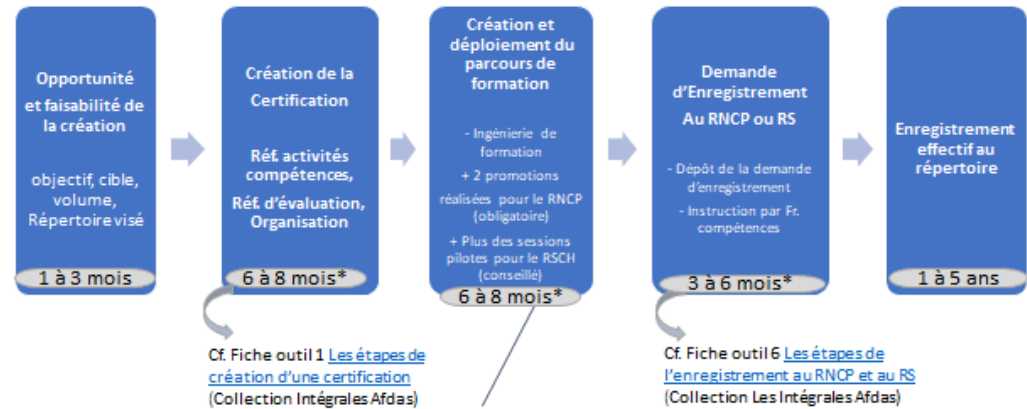 Opportunité
et faisabilité de
la création
objectif, cible,
volume,
Répertoire visé
1 à 3 mois
Création de la
Certification
Réf. activités
compétences,
Réf. d'évaluation,
Organisation
6 à 8 mois*
Cf. Fiche outil 1 Les étapes de
création d'une certification
(Collection Intégrales Afdas)
Création et
déploiement du
parcours de
formation
- Ingénierie de
formation
+ 2 promotions
réalisées pour le RNCP
(obligatoire)
+ Plus des sessions
pilotes pour le RSCH
(conseillé)
6 à 8 mois*
Demande
d'Enregistrement
Au RNCP ou RS
- Dépôt de la demande
d'enregistrement
- Instruction par Fr.
compétences
3 à 6 mois*
Cf. Fiche outil 6 Les étapes de
l'enregistrement au RNCP et au RS
(Collection Les Intégrales Afdas)
Enregistrement
effectif au
répertoire
1 à 5 ans